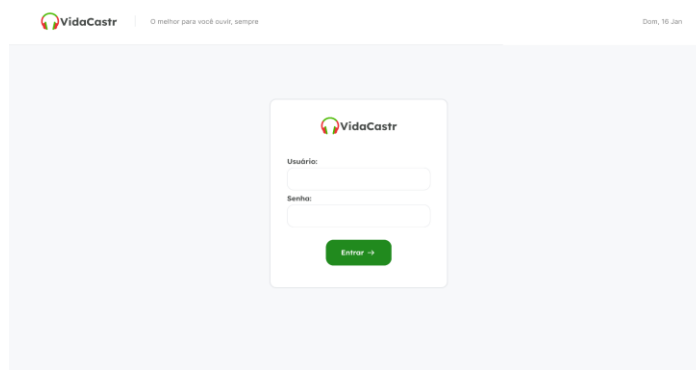 VidaCastr
O melhor para você ouvir, sempre
Dom, 16 Jan
VidaCastr
Usuário:
Senha:
Entrar →